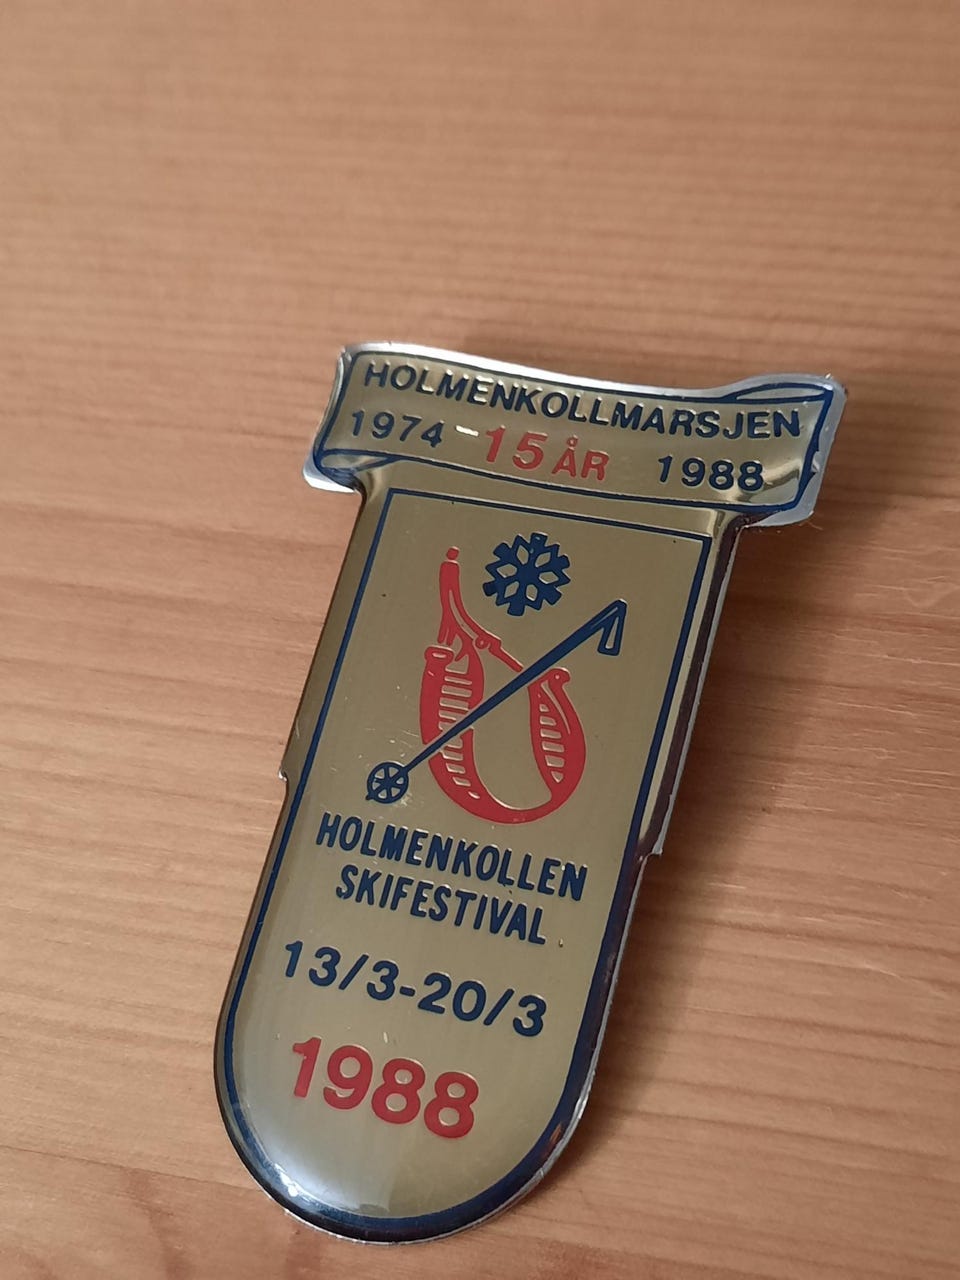 HOLMENKOLLMARSJEN
1974 - 15 ÅR 1988
HOLMENKOLLEN
SKIFESTIVAL
13/3-20/3
1988